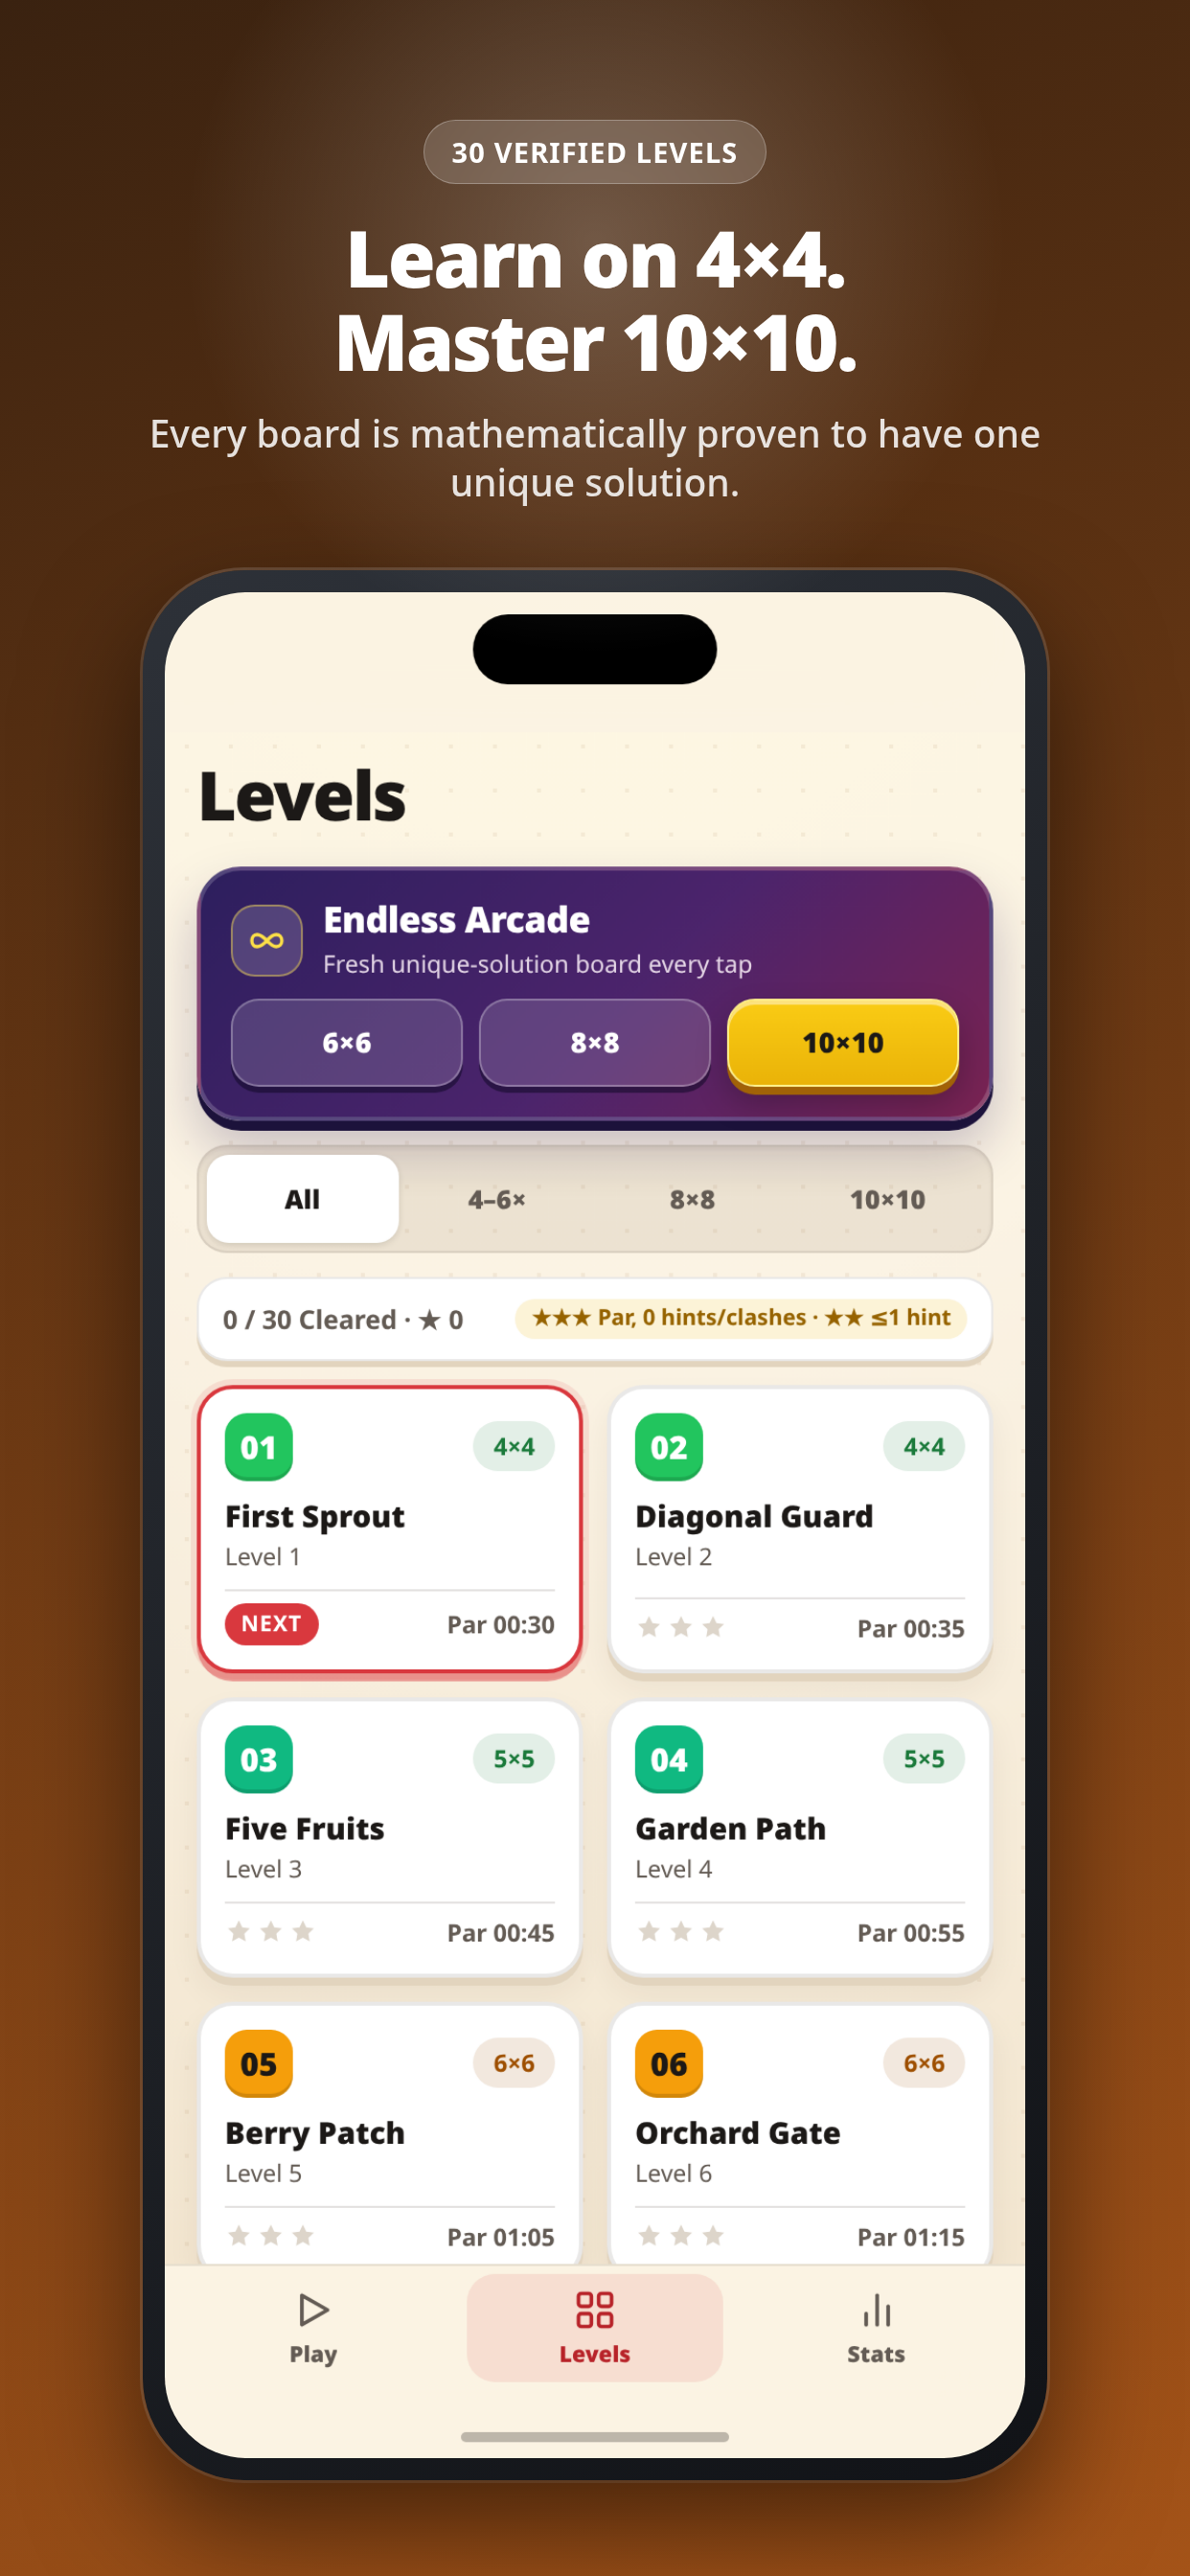 30 VERIFIED LEVELS
Learn on 4×4.
Master 10×10.
Every board is mathematically proven to have one
unique solution.
Levels
∞ Endless Arcade
Fresh unique-solution board every tap
6×6 8×8 10×10
All 4–6× 8×8 10×10
0 / 30 Cleared · ★ 0 ★★★ Par, 0 hints/clashes · ★★ ≤1 hint
01 4×4
First Sprout
Level 1
NEXT Par 00:30
02 4×4
Diagonal Guard
Level 2
★ ★ ★ Par 00:35
03 5×5
Five Fruits
Level 3
★ ★ ★ Par 00:45
04 5×5
Garden Path
Level 4
★ ★ ★ Par 00:55
05 6×6
Berry Patch
Level 5
★ ★ ★ Par 01:05
06 6×6
Orchard Gate
Level 6
★ ★ ★ Par 01:15
Play Levels Stats